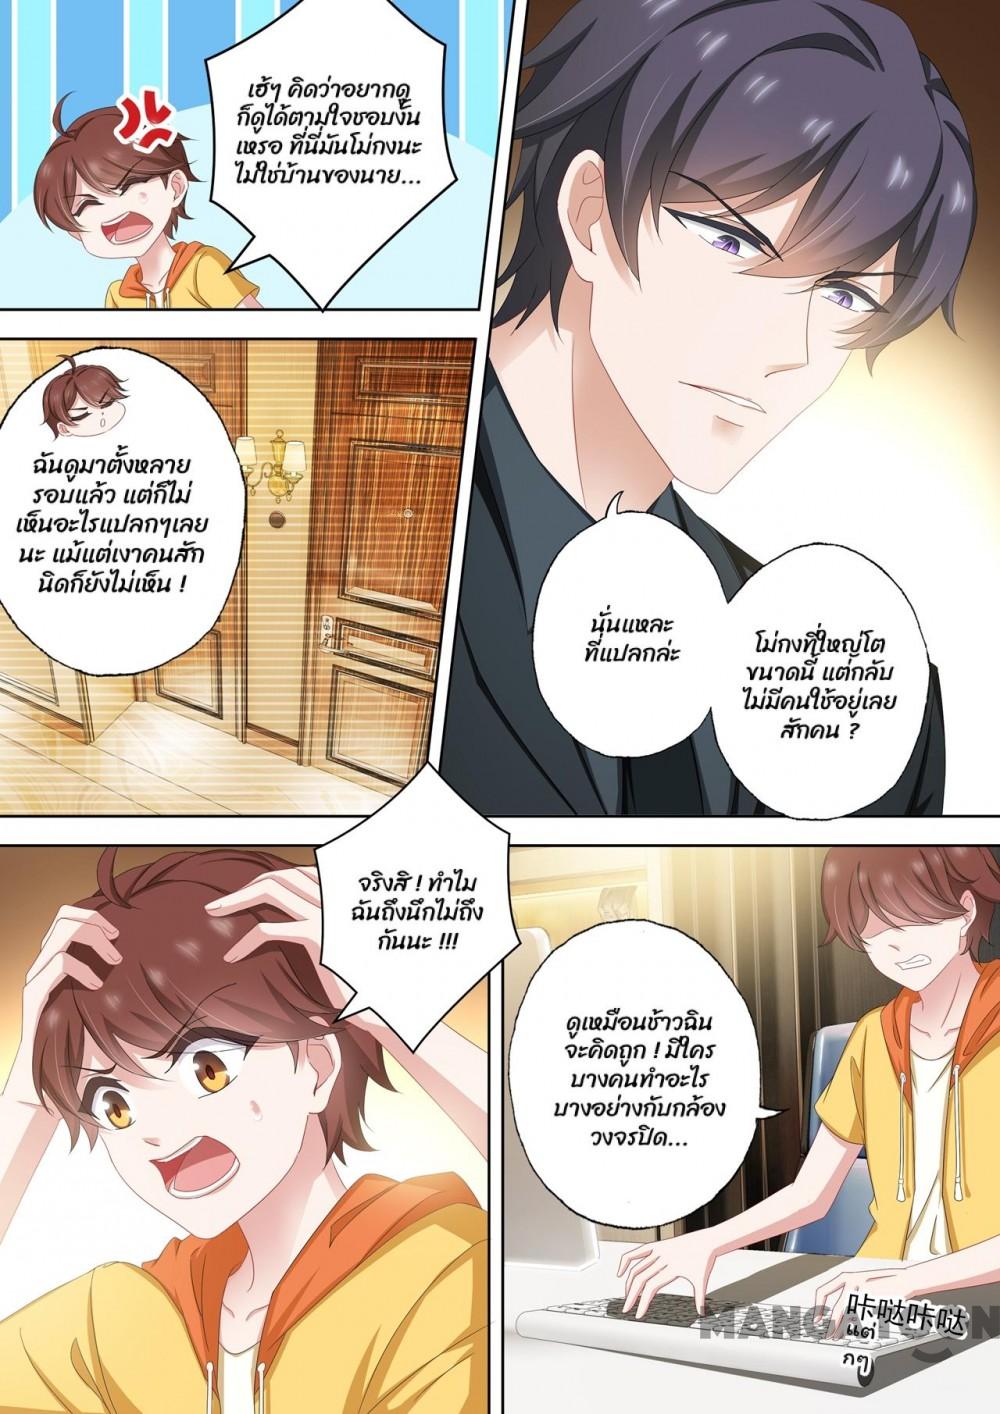 เฮ้ๆ คิดว่าอยากดู
ก็ดูได้ตามใจชอบงั้น
เหรอ ที่นี่มันโม่กงนะ
ไม่ใช่บ้านของนาย...
ฉันดูมาตั้งหลาย
รอบแล้ว แต่ก็ไม่
เห็นอะไรแปลกๆเลย
นะ แม้แต่เงาคนสัก
นิดก็ยังไม่เห็น !
นั่นแหละ
ที่แปลกล่ะ
โม่กงที่ใหญ่โต
ขนาดนี้ แต่กลับ
ไม่มีคนใช้อยู่เลย
สักคน ?
จริงสิ ! ทำไม
ฉันถึงนึกไม่ถึง
กันนะ !!!
ดูเหมือนช้าวฉิน
จะคิดถูก ! มีใคร
บางคนทำอะไร
บางอย่างกับกล้อง
วงจรปิด...
咔哒咔哒
แต่
กๆ
MANGATOON